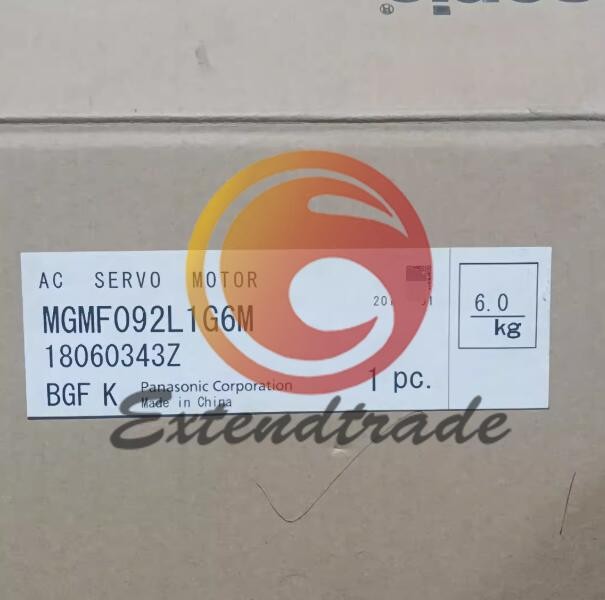 AC SERVO MOTOR
MGMF092L1G6M
18060343Z
BGF K Panasonic Corporation
Made in China
1 pc.
6.0
kg
Extendtrade